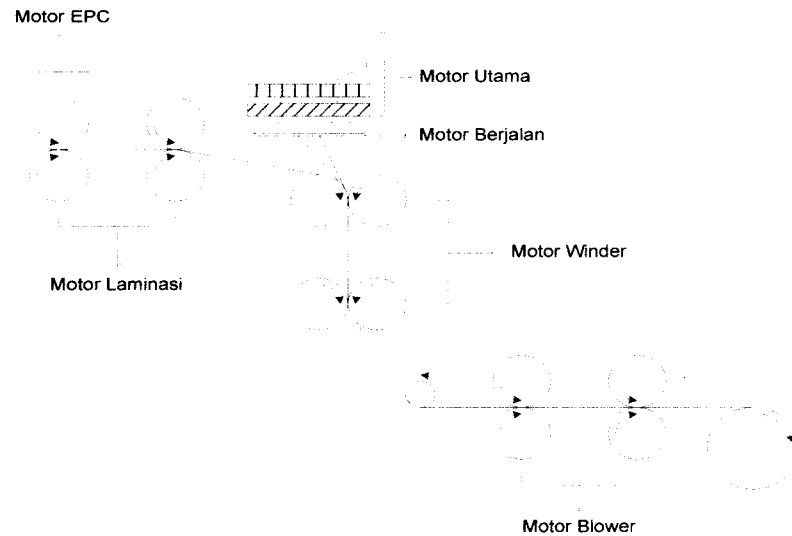 Motor EPC
Motor Utama
Motor Berjalan
Motor Winder
Motor Laminasi
Motor Blower